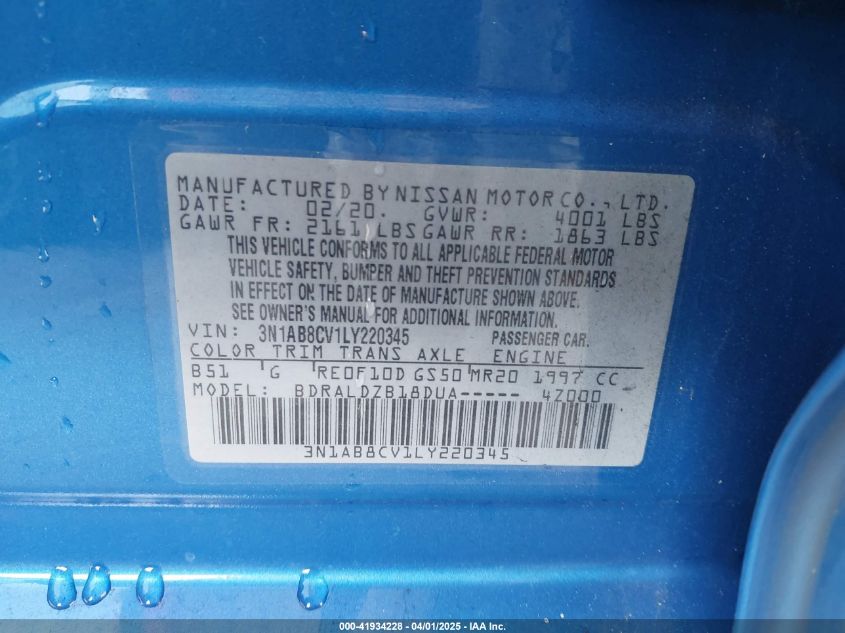 MANUFACTURED BY NISSAN MOTOR CO., LTD.
DATE: 02/20. GVWR: 4001 LBS
GAWR FR: 2161 LBS GAWR RR: 1863 LBS
THIS VEHICLE CONFORMS TO ALL APPLICABLE FEDERAL MOTOR
VEHICLE SAFETY, BUMPER AND THEFT PREVENTION STANDARDS
IN EFFECT ON THE DATE OF MANUFACTURE SHOWN ABOVE.
SEE OWNER'S MANUAL FOR ADDITIONAL INFORMATION.
VIN: 3N1AB8CV1LY220345 PASSENGER CAR.
COLOR TRIM TRANS AXLE ENGINE
B51 G RE0F10D GS50 MR20 1997 CC
MODEL: BDRALDZB18DUA----- 4Z000
3N1AB8CV1LY220345
000-41934228 - 04/01/2025 - IAA Inc.